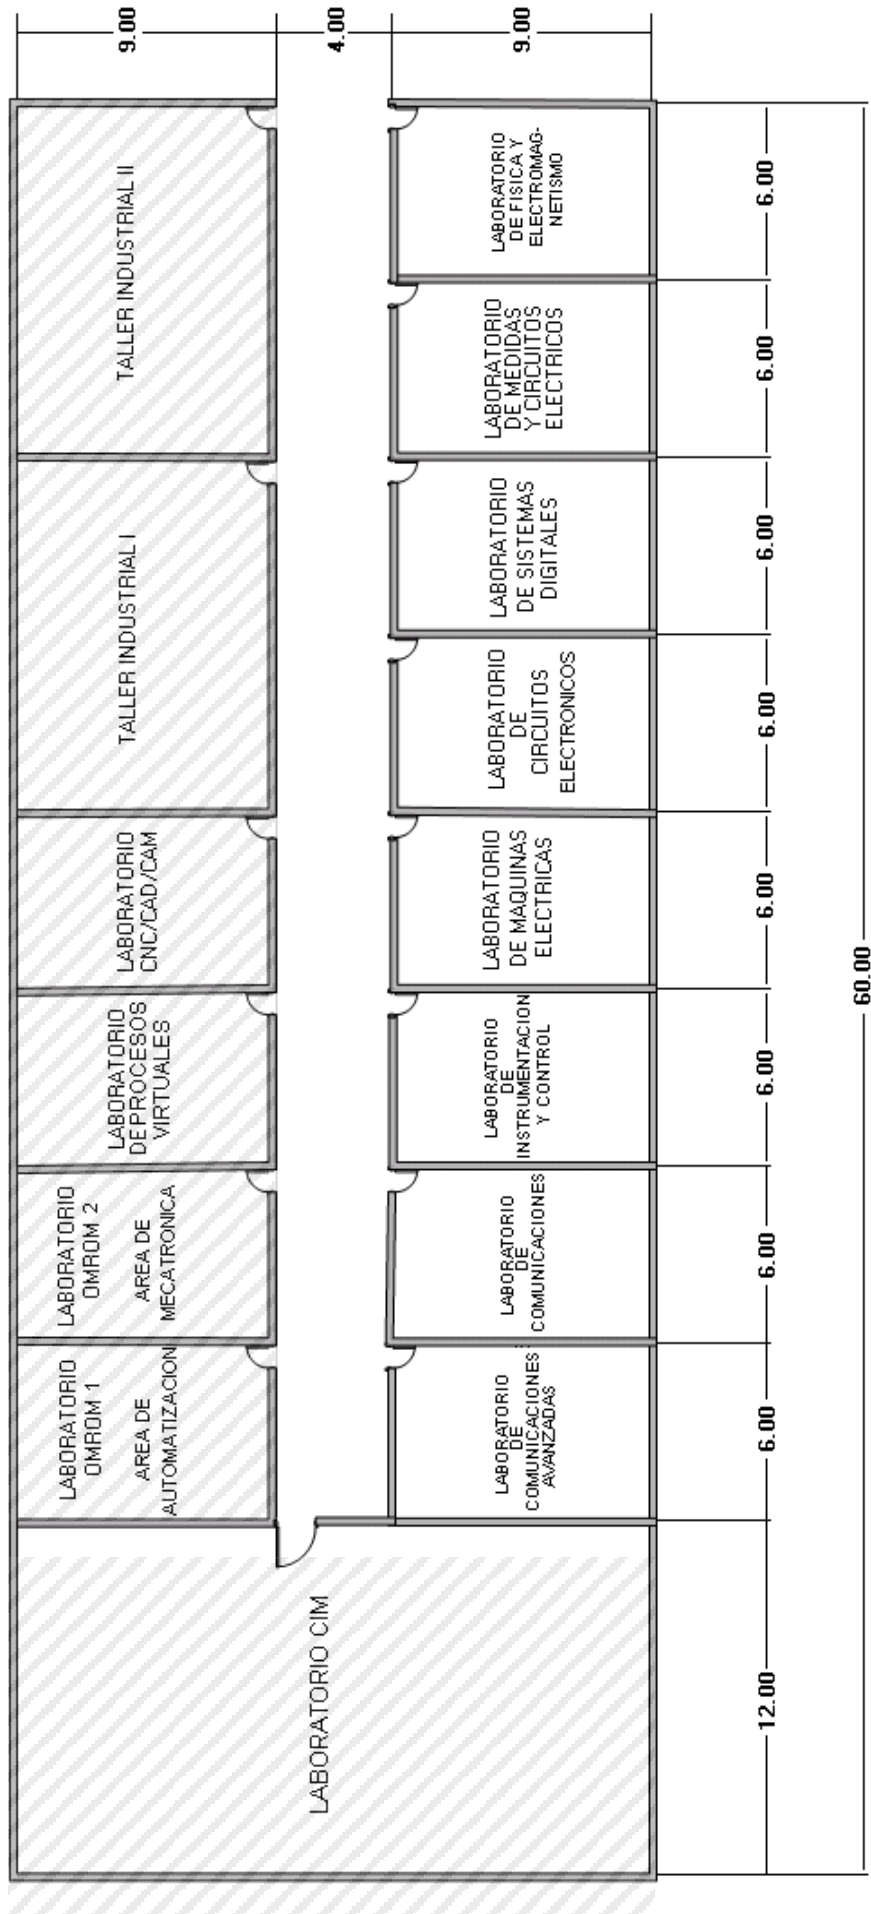 9.00
4.00
9.00
TALLER INDUSTRIAL II
TALLER INDUSTRIAL I
LABORATORIO
CNC/CAD/CAM
LABORATORIO
DEPROCESOS
VIRTUALES
LABORATORIO
OMROM 2
AREA DE
MECATRONICA
LABORATORIO
OMROM 1
AREA DE
AUTOMATIZACION
LABORATORIO CIM
LABORATORIO
DE FISICA Y
ELECTROMAG-
NETISMO
LABORATORIO
DE MEDIDAS
Y CIRCUITOS
ELECTRICOS
LABORATORIO
DE SISTEMAS
DIGITALES
LABORATORIO
DE
CIRCUITOS
ELECTRONICOS
LABORATORIO
DE MAQUINAS
ELECTRICAS
LABORATORIO
DE
INSTRUMENTACION
Y CONTROL
LABORATORIO
DE
COMUNICACIONES
LABORATORIO
DE
COMUNICACIONES
AVANZADAS
6.00
6.00
6.00
6.00
6.00
6.00
6.00
6.00
12.00
60.00